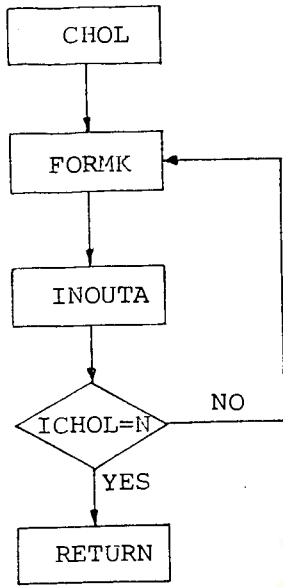 CHOL
FORMK
INOUTA
ICHOL=N
NO
YES
RETURN